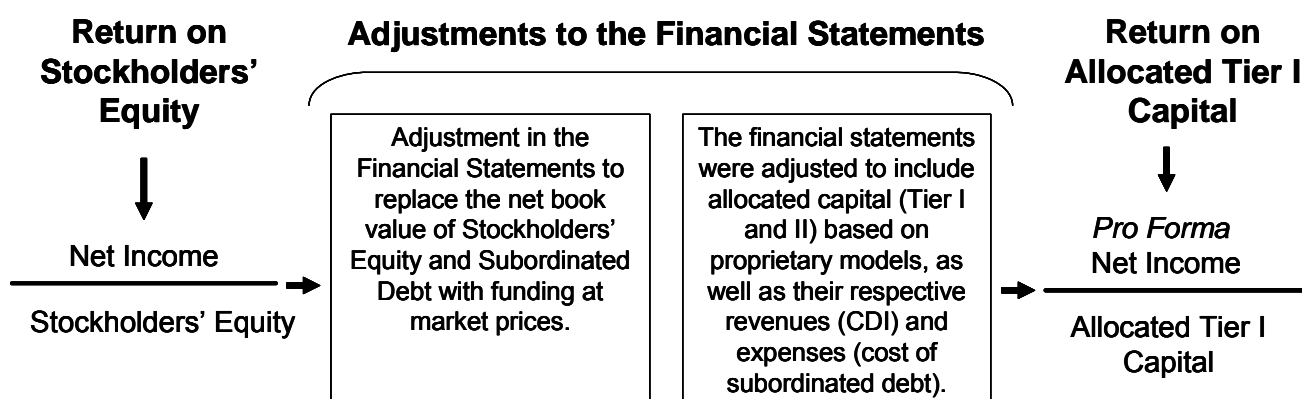 Return on
Stockholders’
Equity
Net Income
Stockholders’ Equity
Adjustments to the Financial Statements
Adjustment in the
Financial Statements to
replace the net book
value of Stockholders’
Equity and Subordinated
Debt with funding at
market prices.
The financial statements
were adjusted to include
allocated capital (Tier I
and II) based on
proprietary models, as
well as their respective
revenues (CDI) and
expenses (cost of
subordinated debt).
Return on
Allocated Tier I
Capital
Pro Forma
Net Income
Allocated Tier I
Capital